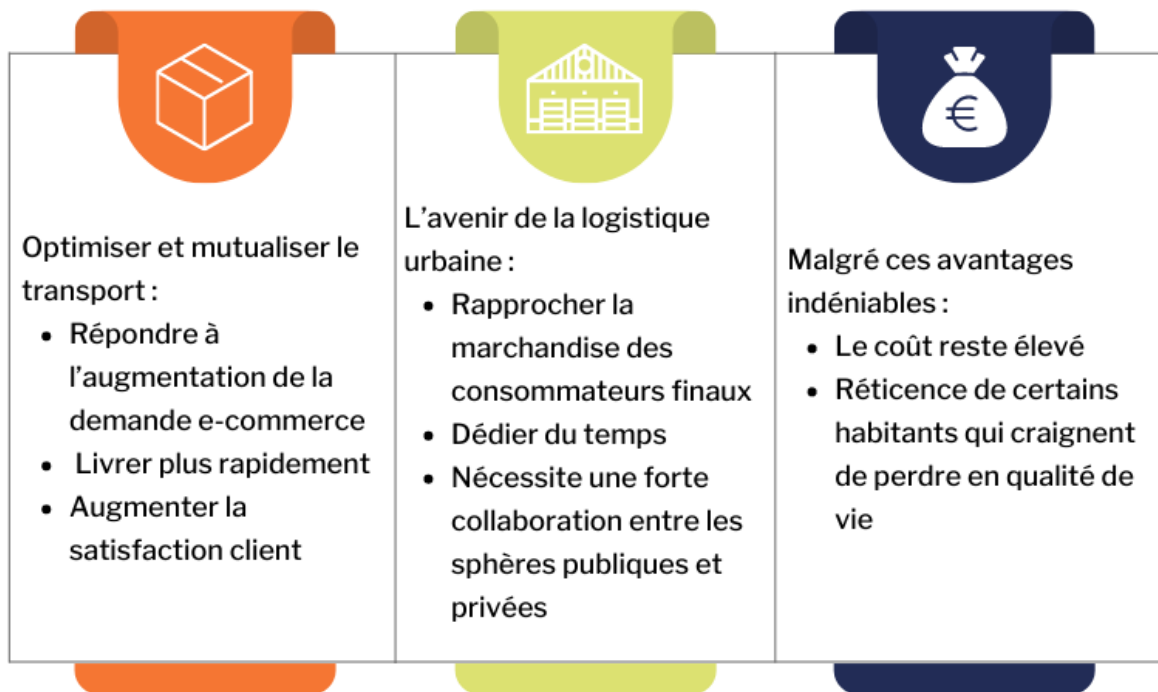 Optimiser et mutualiser le
transport :
• Répondre à
l'augmentation de la
demande e-commerce
• Livrer plus rapidement
• Augmenter la
satisfaction client
L'avenir de la logistique
urbaine :
• Rapprocher la
marchandise des
consommateurs finaux
• Dédier du temps
• Nécessite une forte
collaboration entre les
sphères publiques et
privées
€
Malgré ces avantages
indéniables :
• Le coût reste élevé
• Réticence de certains
habitants qui craignent
de perdre en qualité de
vie